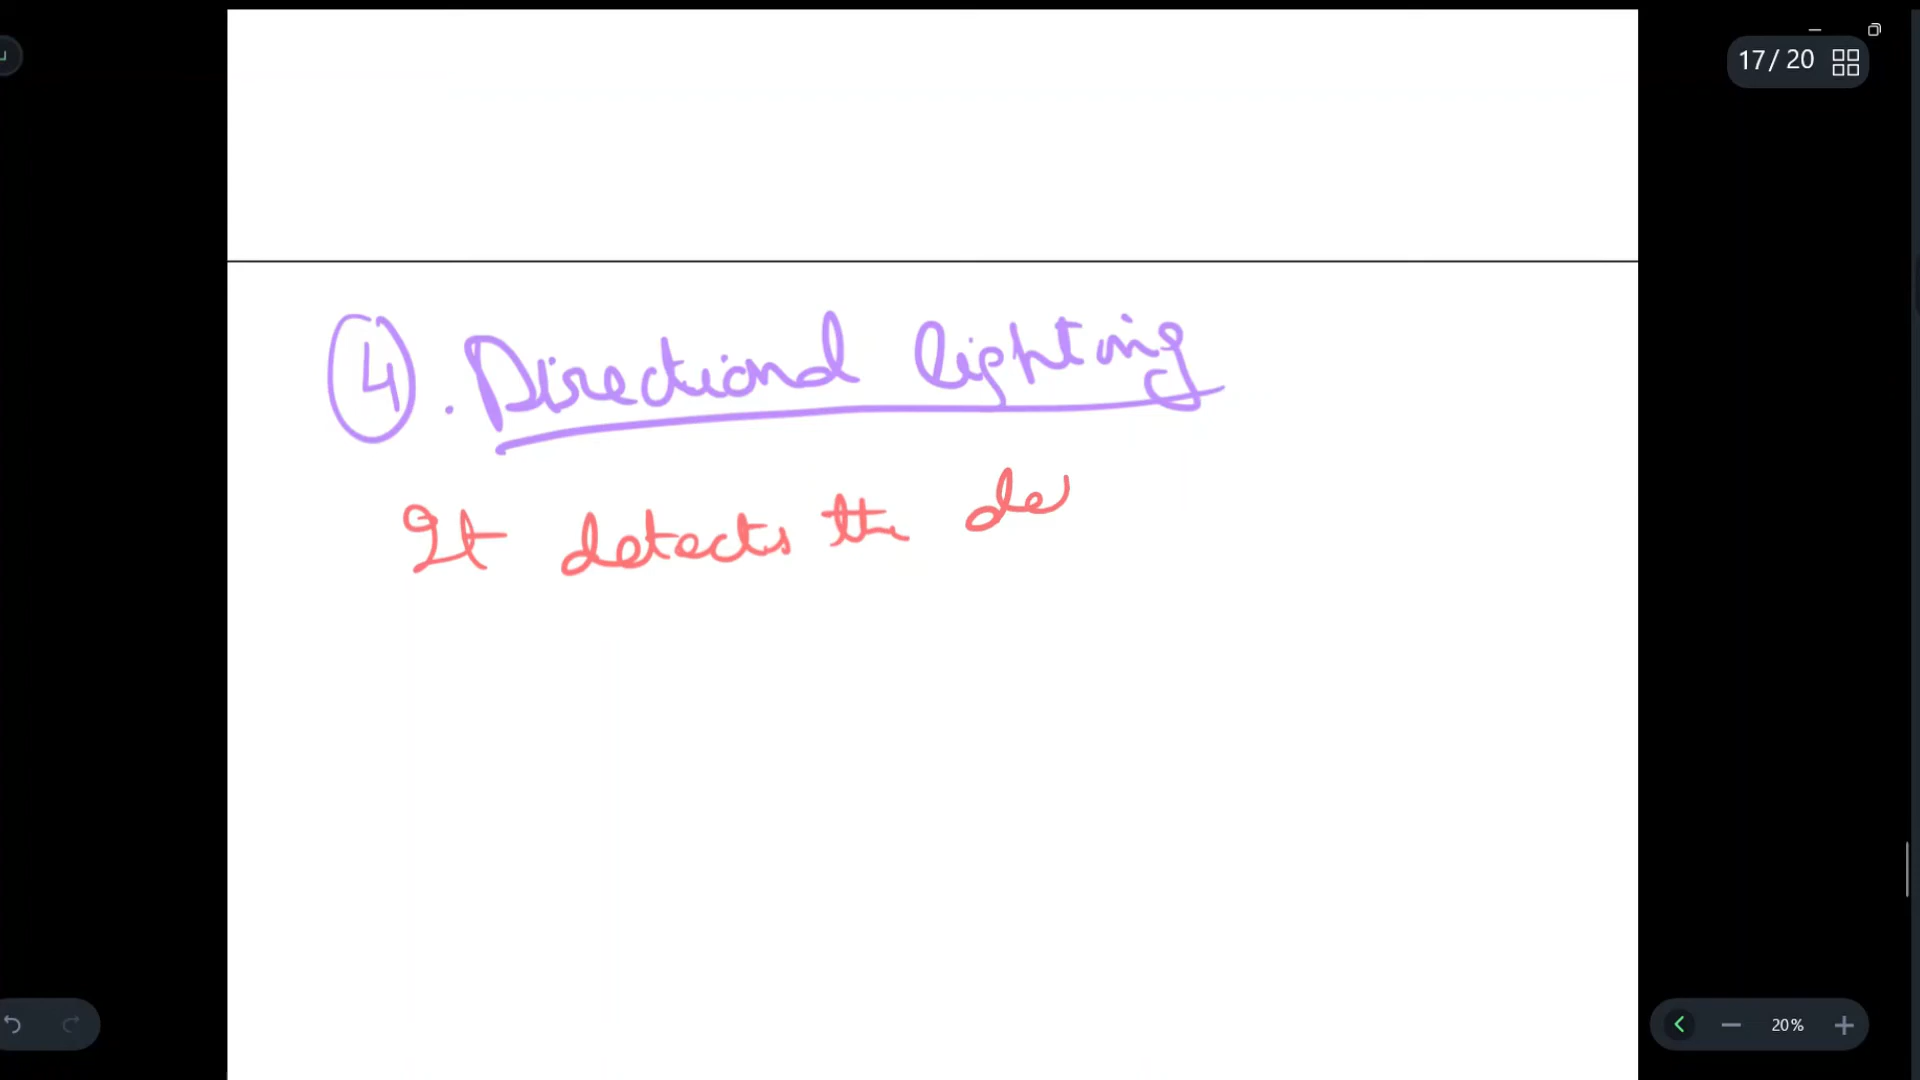 17/ 20
4. Directional lighting
It detects the de
20%